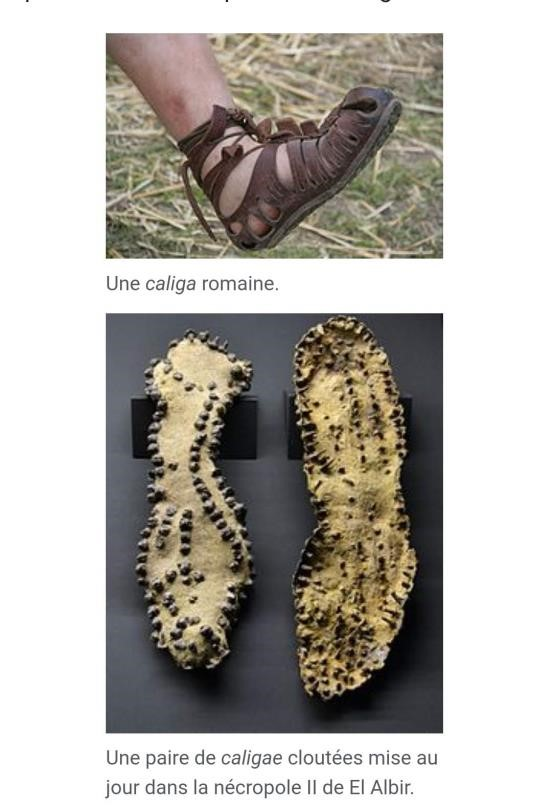 Une caliga romaine.
Une paire de caligae cloutées mise au
jour dans la nécropole II de El Albir.